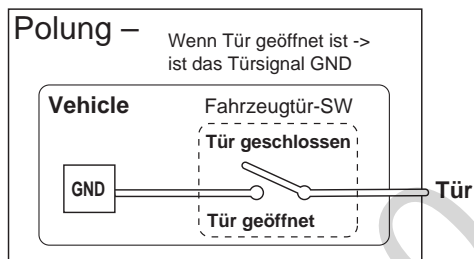 Polung –
Wenn Tür geöffnet ist ->
ist das Türsignal GND
Vehicle
Fahrzeugtür-SW
Tür geschlossen
GND
Tür
Tür geöffnet